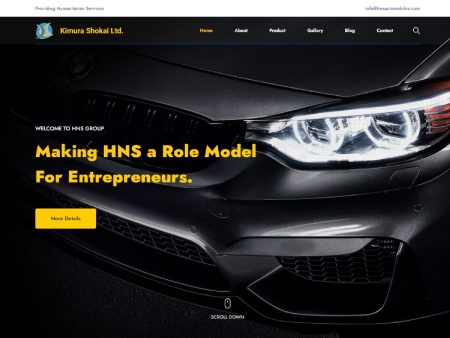 Providing Humanitarian Services
info@hnsautomobiles.com
Kimura Shokai Ltd.
Home About Product Gallery Blog Contact
WELCOME TO HNS GROUP
Making HNS a Role Model
For Entrepreneurs.
More Details
SCROLL DOWN